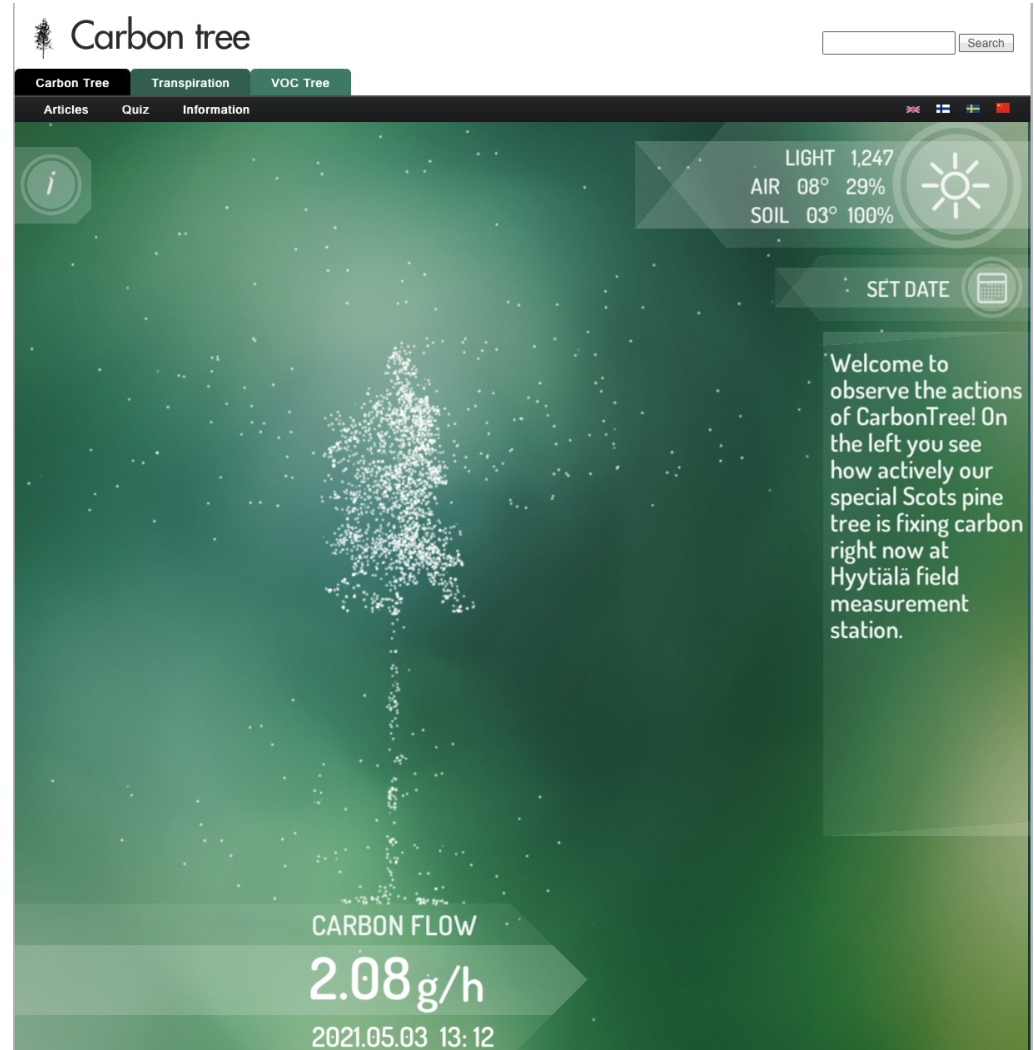 Carbon tree
Search
Carbon Tree Transpiration VOC Tree
Articles Quiz Information
i
LIGHT 1,247
AIR 08° 29%
SOIL 03° 100%
SET DATE
Welcome to
observe the actions
of CarbonTree! On
the left you see
how actively our
special Scots pine
tree is fixing carbon
right now at
Hyytiälä field
measurement
station.
CARBON FLOW
2.08 g/h
2021.05.03 13:12